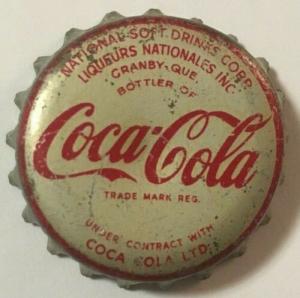 NATIONAL SOFT DRINKS CORP.
LIQUEURS NATIONALES INC.
GRANBY-QUE
BOTTLER OF
Coca-Cola
TRADE MARK REG.
UNDER CONTRACT WITH
COCA COLA LTD.